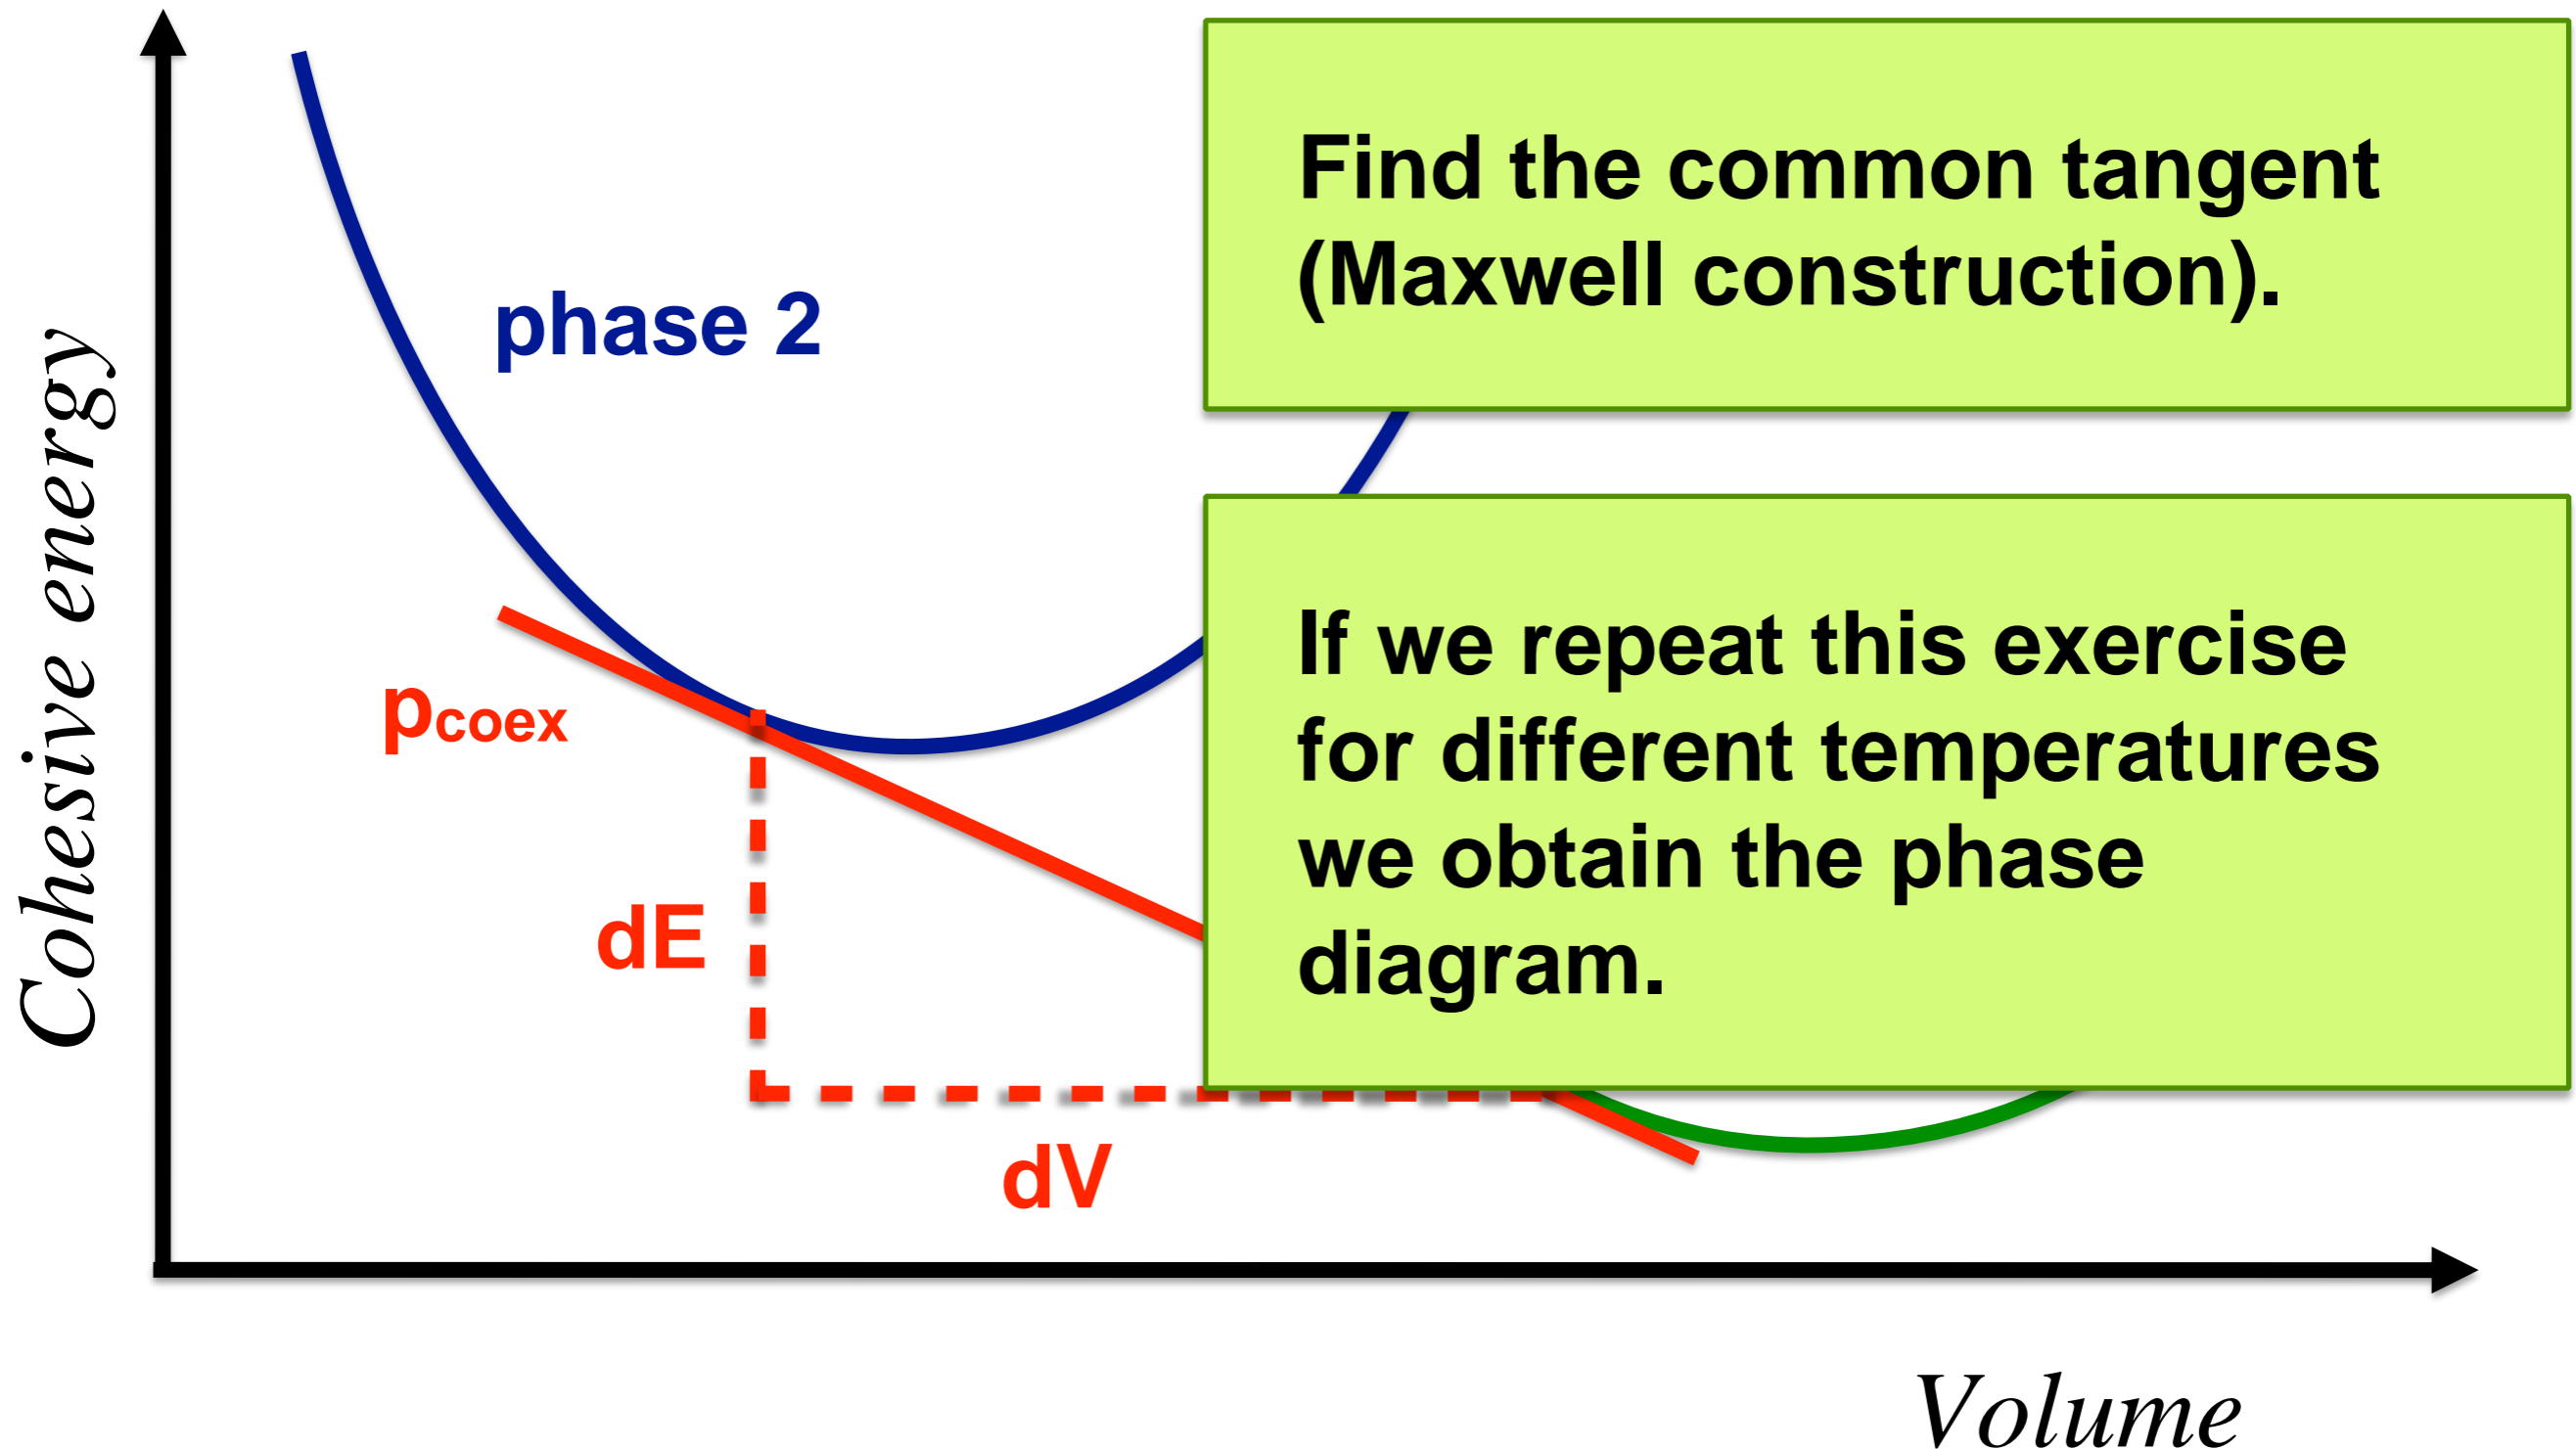 Find the common tangent
(Maxwell construction).
phase 2
Cohesive energy
If we repeat this exercise
for different temperatures
we obtain the phase
diagram.
pcoex
dE
dV
Volume